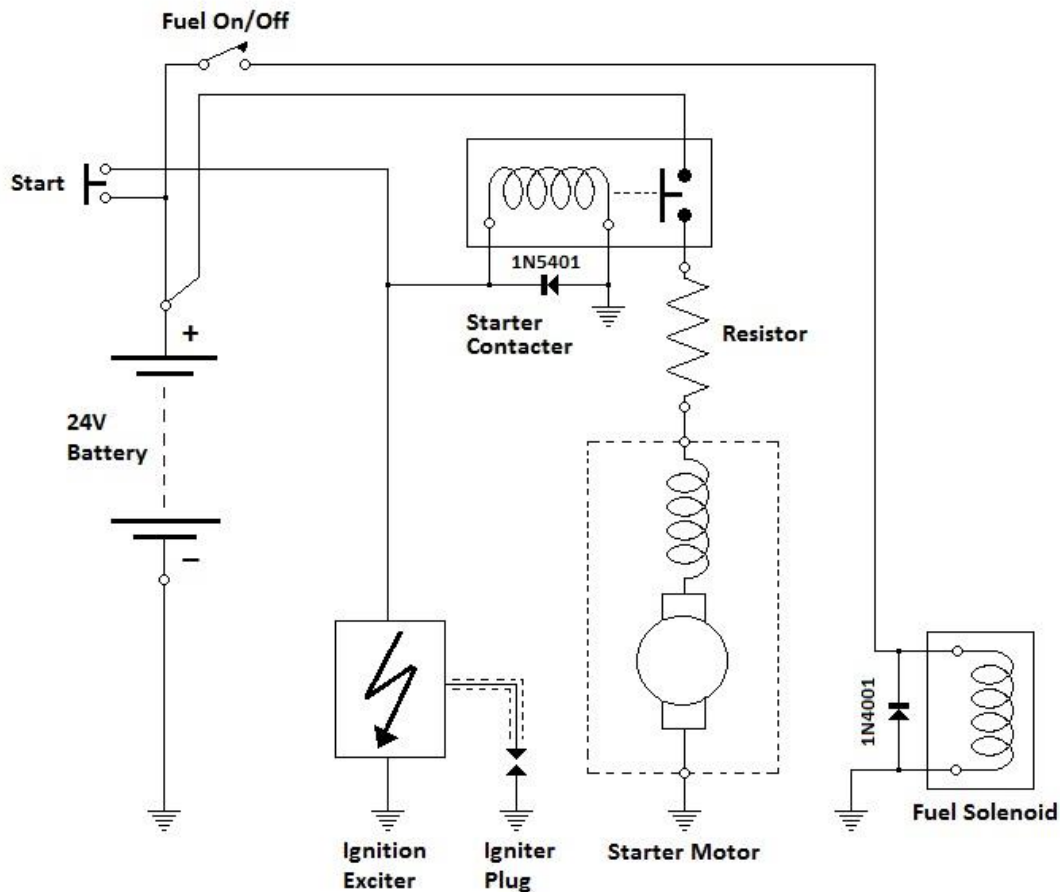 Fuel On/Off
Start
1N5401
Starter
Contacter
Resistor
+
24V
Battery
–
1N4001
Fuel Solenoid
Ignition
Exciter
Igniter
Plug
Starter Motor